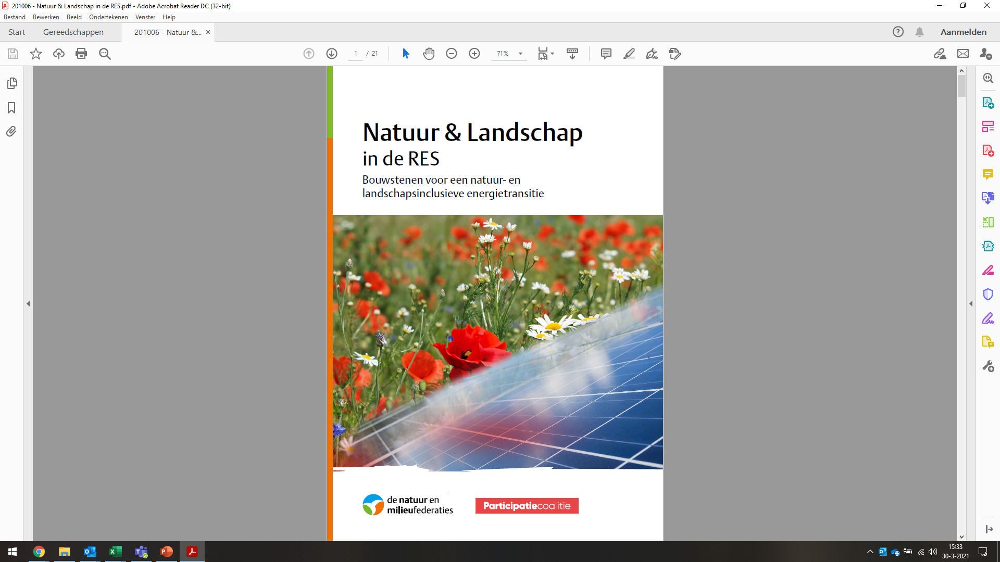 201006 - Natuur & Landschap in de RES.pdf - Adobe Acrobat Reader DC (32-bit)
Bestand Bewerken Beeld Ondertekenen Venster Help
Start Gereedschappen 201006 - Natuur &... × Aanmelden
1 / 21 71%
Natuur & Landschap
in de RES
Bouwstenen voor een natuur- en
landschapsinclusieve energietransitie
de natuur en
milieufederaties
Participatiecoalitie
15:33
30-3-2021